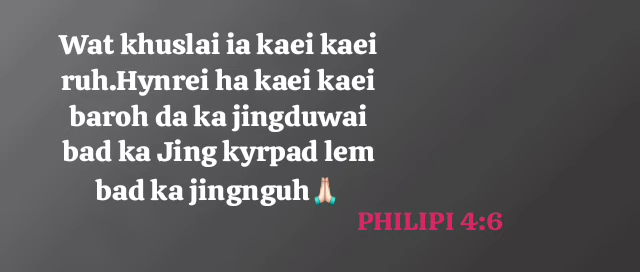 Wat khuslai ia kaei kaei
ruh.Hynrei ha kaei kaei
baroh da ka jingduwai
bad ka Jing kyrpad lem
bad ka jingnguh🙏🏻
PHILIPI 4:6